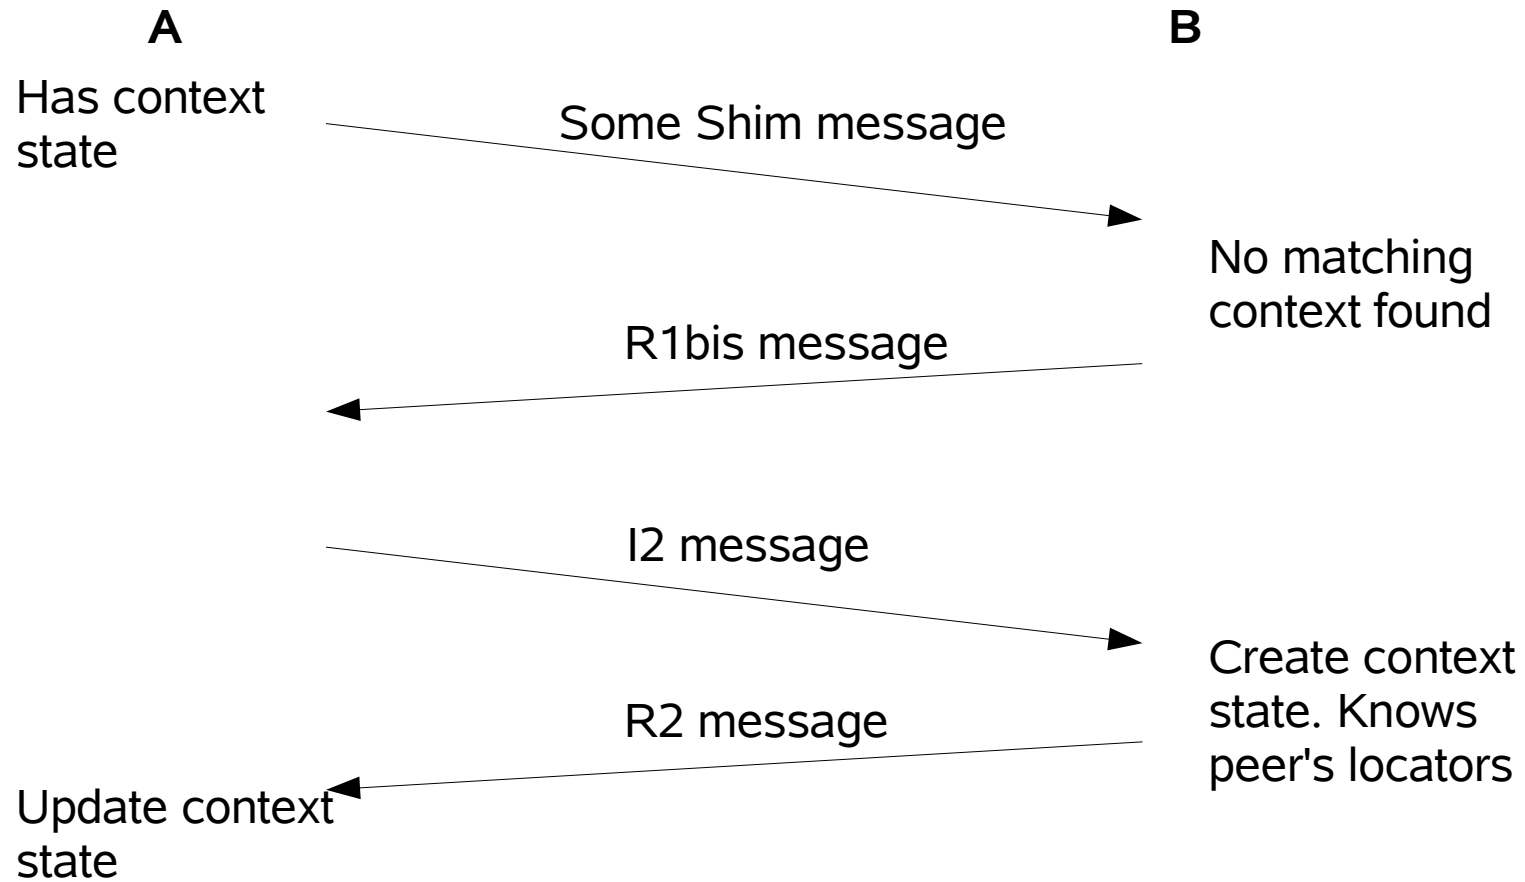 A
B
Has context
state
Some Shim message
No matching
context found
R1bis message
I2 message
Create context
state. Knows
peer's locators
R2 message
Update context
state